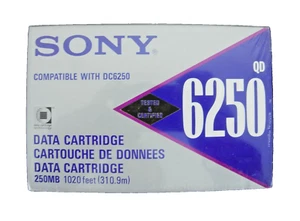 SONY
COMPATIBLE WITH DC6250
TESTED
& CERTIFIED
QD
6250
DATA CARTRIDGE
CARTOUCHE DE DONNEES
DATA CARTRIDGE
250MB 1020 feet (310.9m)